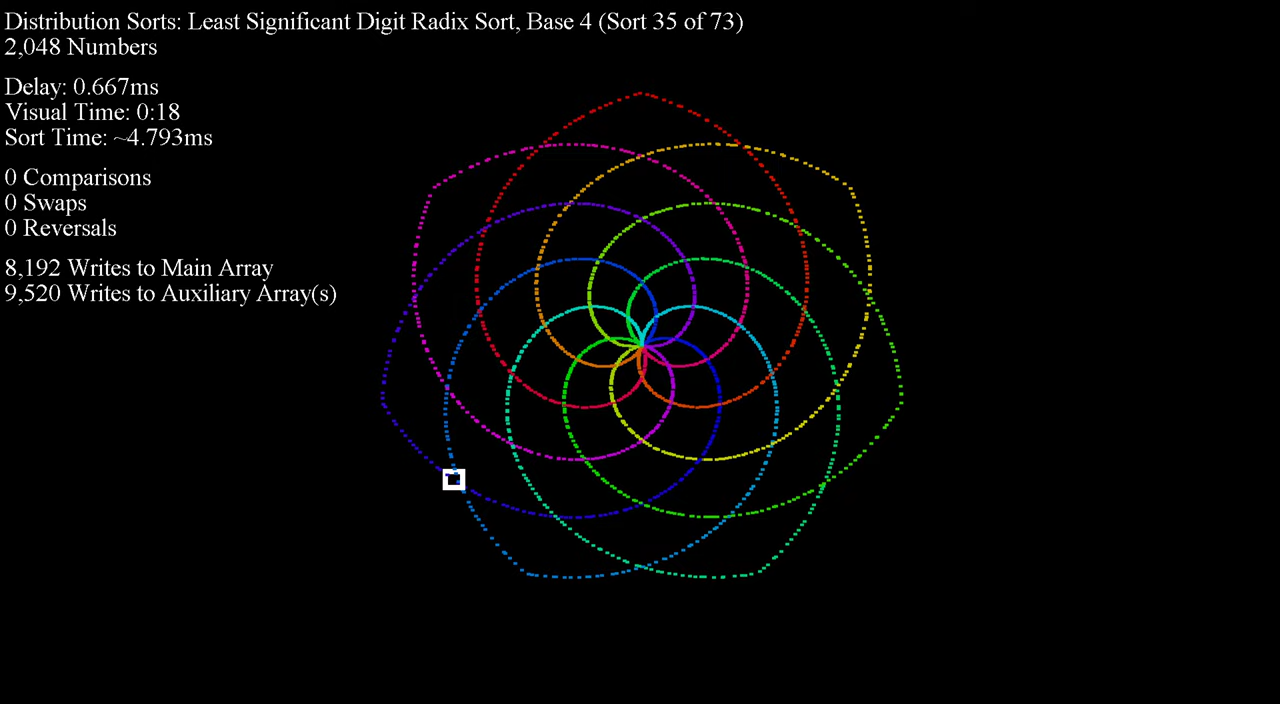 Distribution Sorts: Least Significant Digit Radix Sort, Base 4 (Sort 35 of 73)
2,048 Numbers
Delay: 0.667ms
Visual Time: 0:18
Sort Time: ~4.793ms
0 Comparisons
0 Swaps
0 Reversals
8,192 Writes to Main Array
9,520 Writes to Auxiliary Array(s)